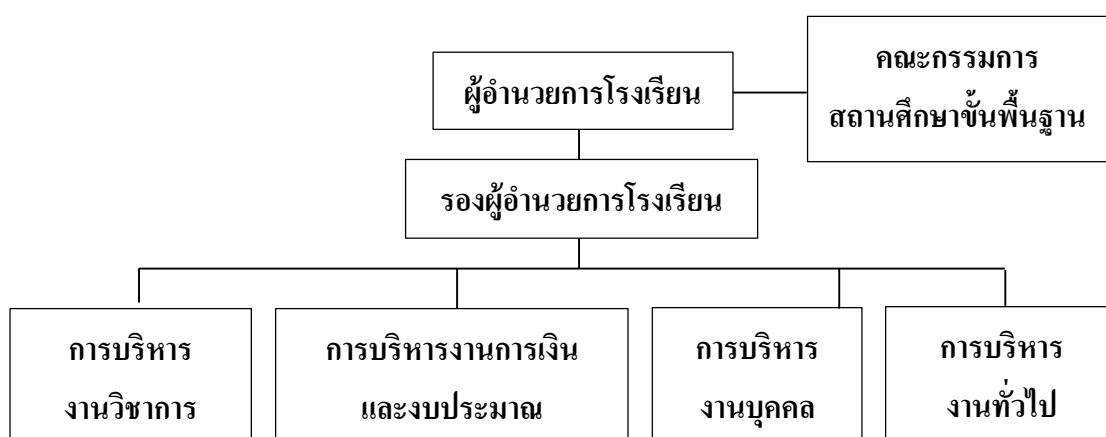 คณะกรรมการ
สถานศึกษาขั้นพื้นฐาน
ผู้อำนวยการโรงเรียน
รองผู้อำนวยการโรงเรียน
การบริหาร
งานวิชาการ
การบริหารงานการเงิน
และงบประมาณ
การบริหาร
งานบุคคล
การบริหาร
งานทั่วไป